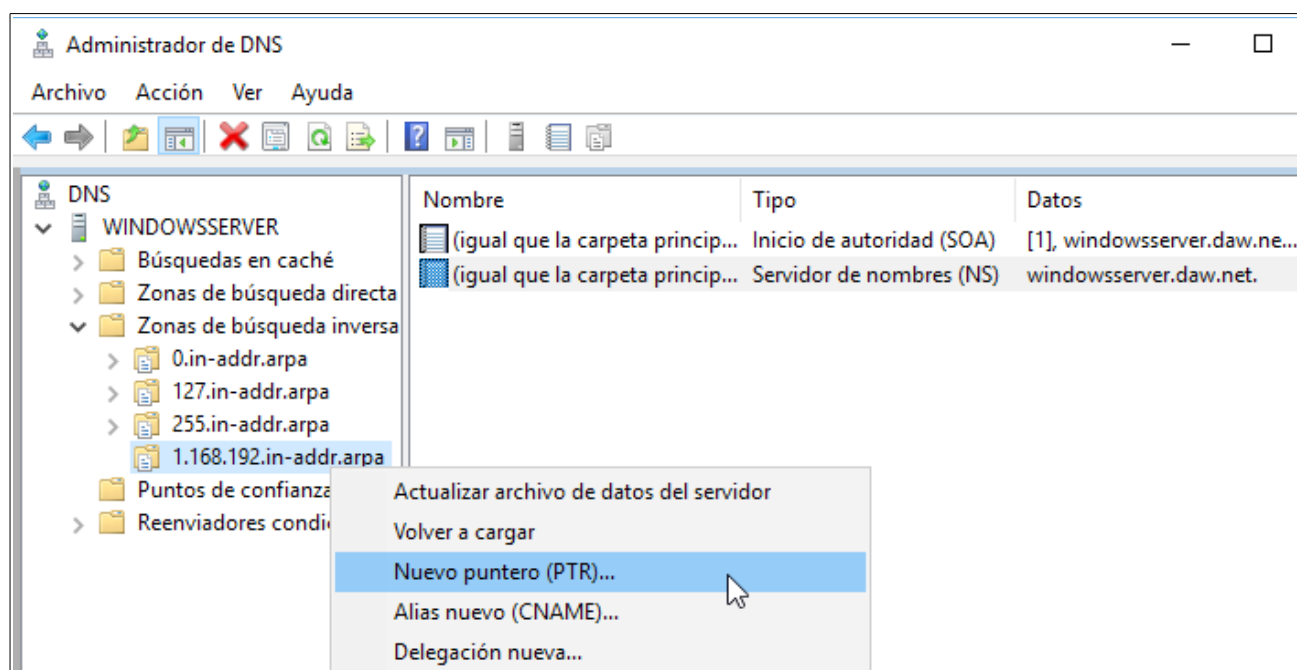 Administrador de DNS
Archivo Acción Ver Ayuda
DNS
WINDOWSSERVER
Búsquedas en caché
Zonas de búsqueda directa
Zonas de búsqueda inversa
0.in-addr.arpa
127.in-addr.arpa
255.in-addr.arpa
1.168.192.in-addr.arpa
Puntos de confianza
Reenviadores condi
Nombre Tipo Datos
(igual que la carpeta princip... Inicio de autoridad (SOA) [1], windowsserver.daw.ne...
(igual que la carpeta princip... Servidor de nombres (NS) windowsserver.daw.net.
Actualizar archivo de datos del servidor
Volver a cargar
Nuevo puntero (PTR)...
Alias nuevo (CNAME)...
Delegación nueva...